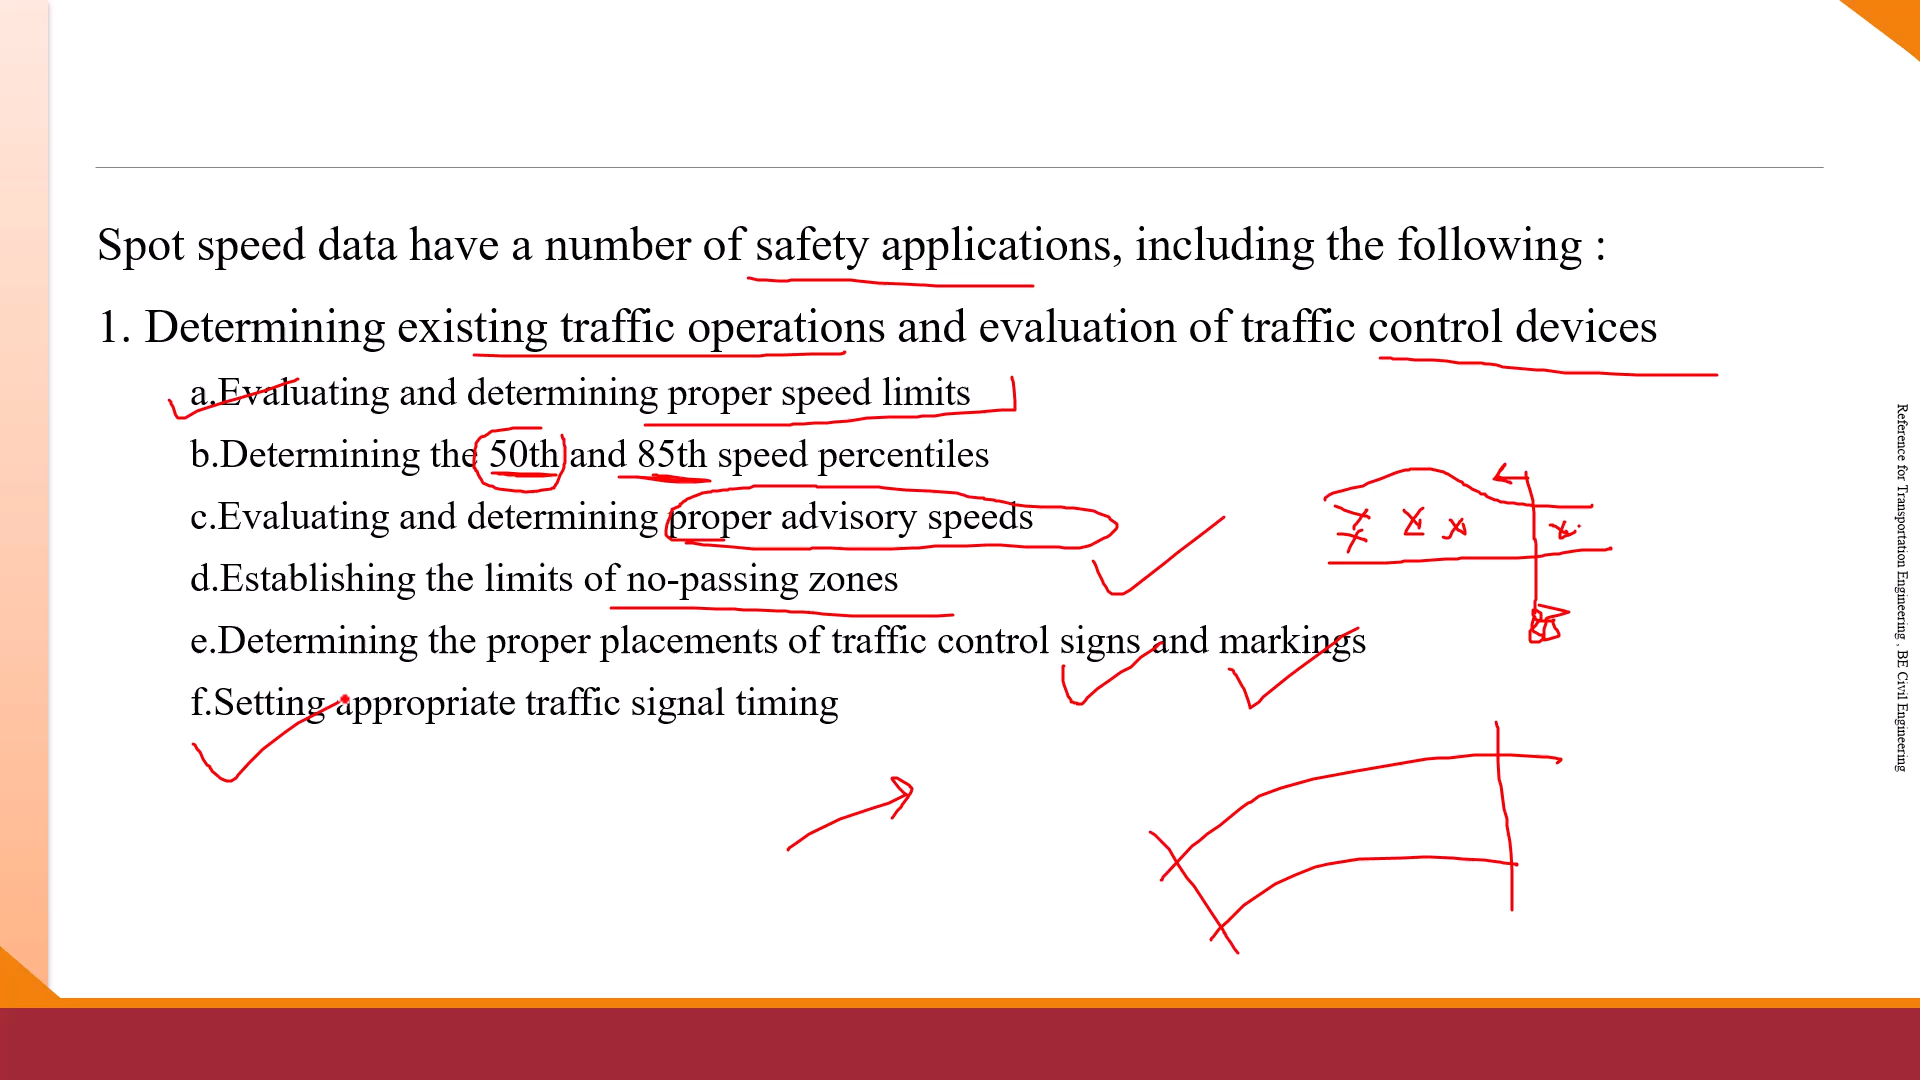 Spot speed data have a number of safety applications, including the following :
1. Determining existing traffic operations and evaluation of traffic control devices
a.Evaluating and determining proper speed limits
b.Determining the 50th and 85th speed percentiles
c.Evaluating and determining proper advisory speeds
d.Establishing the limits of no-passing zones
e.Determining the proper placements of traffic control signs and markings
f.Setting appropriate traffic signal timing
Reference for Transportation Engineering , BE Civil Engineering